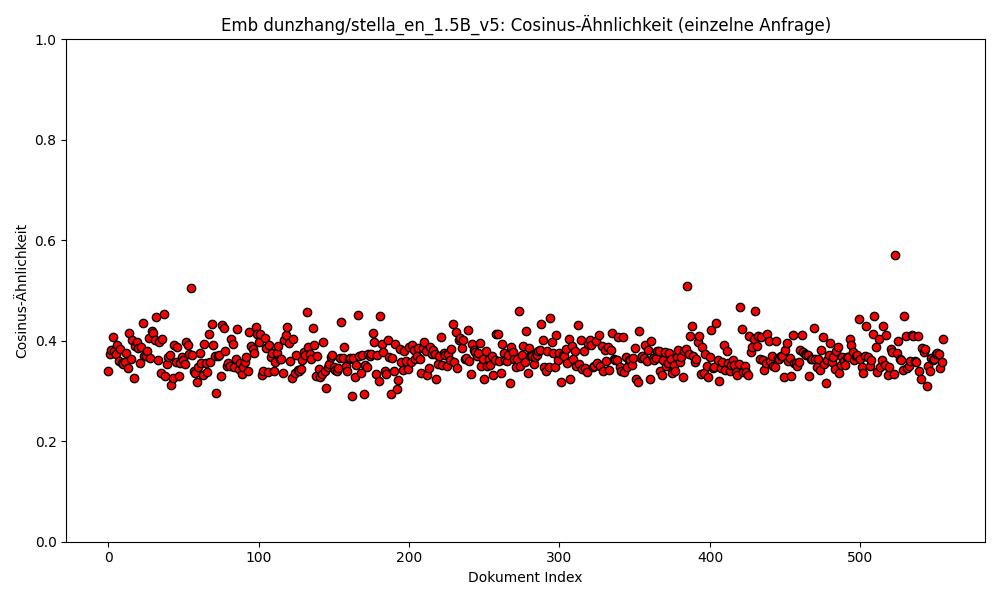 Emb dunzhang/stella_en_1.5B_v5: Cosinus-Ähnlichkeit (einzelne Anfrage)
1.0
0.8
0.6
0.4
0.2
0.0
Cosinus-Ähnlichkeit
0 100 200 300 400 500
Dokument Index